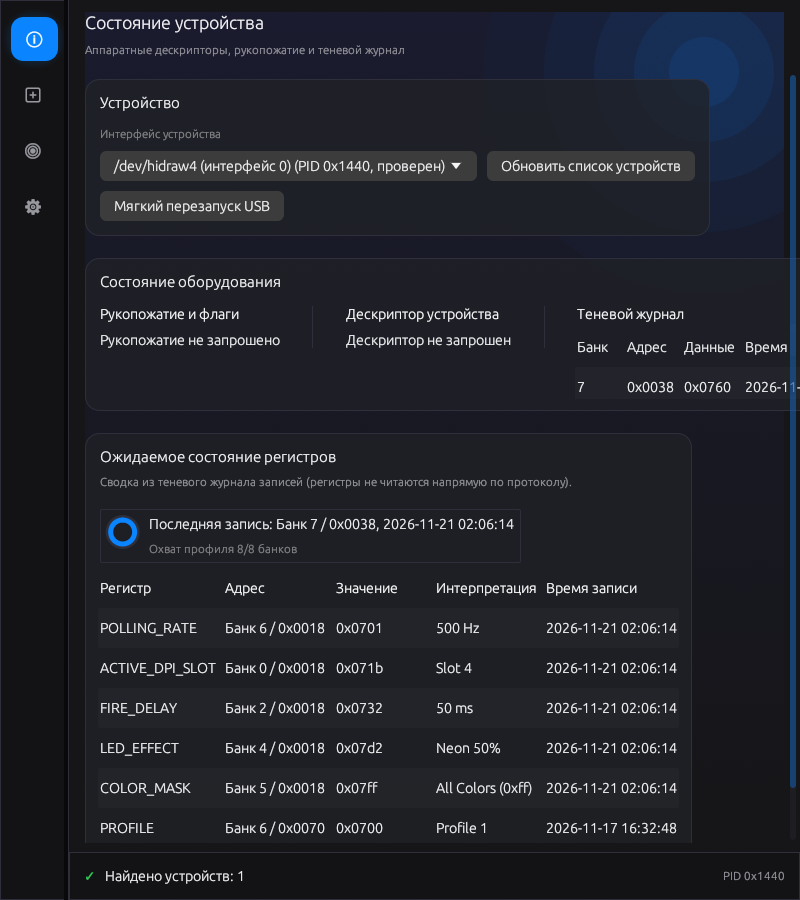 Состояние устройства
Аппаратные дескрипторы, рукопожатие и теневой журнал
Устройство
Интерфейс устройства
/dev/hidraw4 (интерфейс 0) (PID 0x1440, проверен) Обновить список устройств
Мягкий перезапуск USB
Состояние оборудования
Рукопожатие и флаги Дескриптор устройства Теневой журнал
Рукопожатие не запрошено Дескриптор не запрошен
Банк Адрес Данные Время
7 0x0038 0x0760 2026-11-
Ожидаемое состояние регистров
Сводка из теневого журнала записей (регистры не читаются напрямую по протоколу).
Последняя запись: Банк 7 / 0x0038, 2026-11-21 02:06:14
Охват профиля 8/8 банков
Регистр Адрес Значение Интерпретация Время записи
POLLING_RATE Банк 6 / 0x0018 0x0701 500 Hz 2026-11-21 02:06:14
ACTIVE_DPI_SLOT Банк 0 / 0x0018 0x071b Slot 4 2026-11-21 02:06:14
FIRE_DELAY Банк 2 / 0x0018 0x0732 50 ms 2026-11-21 02:06:14
LED_EFFECT Банк 4 / 0x0018 0x07d2 Neon 50% 2026-11-21 02:06:14
COLOR_MASK Банк 5 / 0x0018 0x07ff All Colors (0xff) 2026-11-21 02:06:14
PROFILE Банк 6 / 0x0070 0x0700 Profile 1 2026-11-17 16:32:48
✓ Найдено устройств: 1 PID 0x1440